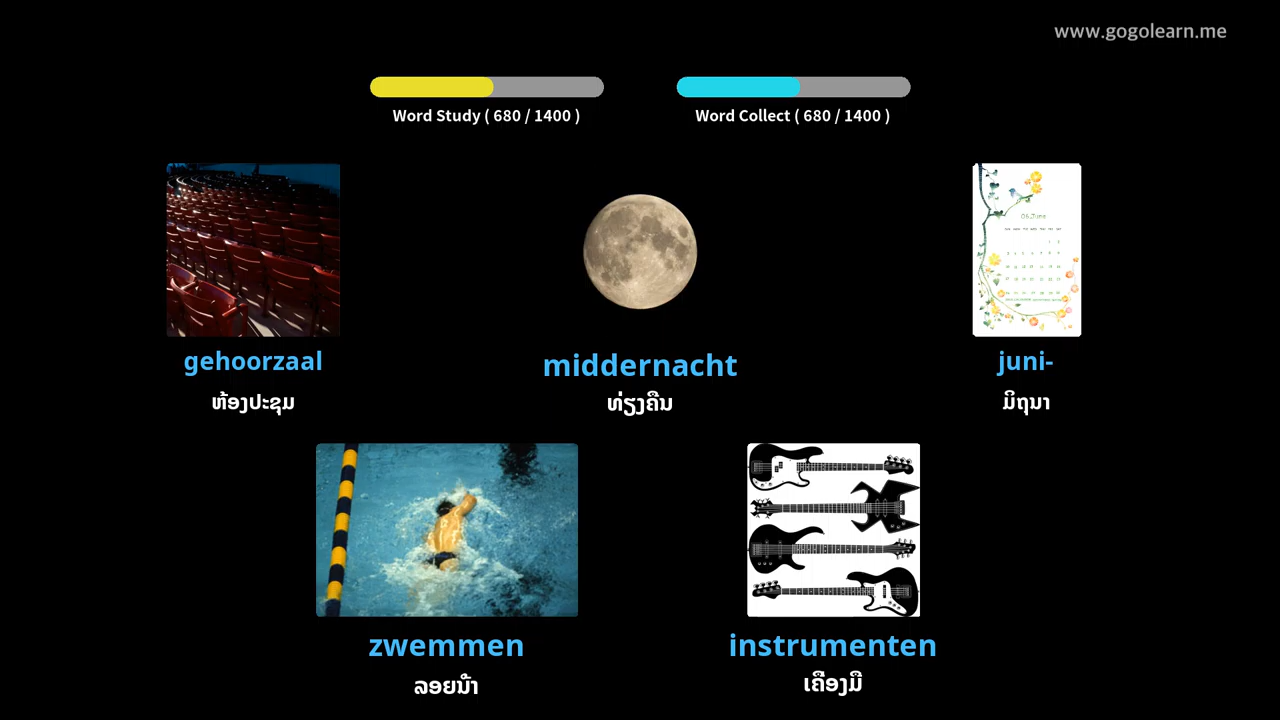 www.gogolearn.me
Word Study ( 680 / 1400 )
Word Collect ( 680 / 1400 )
gehoorzaal
ຫ້ອງປະຊຸມ
middernacht
ທ່ຽງຄືນ
juni-
ມິຖຸນາ
06.June
zwemmen
ລອຍນ້ຳ
instrumenten
ເຄື່ອງມື